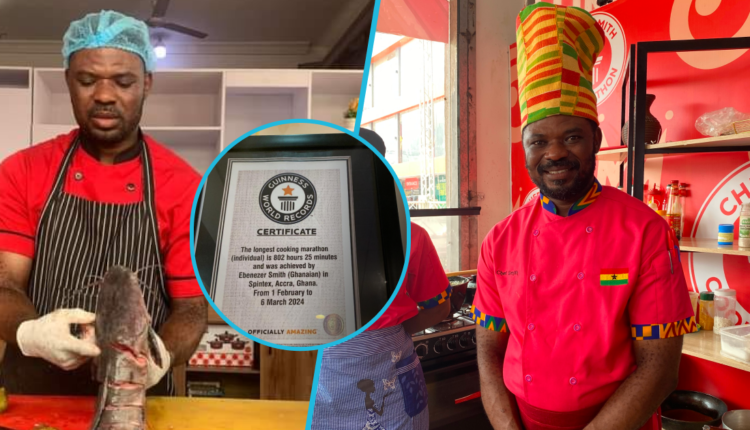 GUINNESS
WORLD RECORDS
CERTIFICATE
The longest cooking marathon
(individual) is 802 hours 25 minutes
and was achieved by
Ebenezer Smith (Ghanaian) in
Spintex, Accra, Ghana.
From 1 February to
6 March 2024
OFFICIALLY AMAZING
SMITH